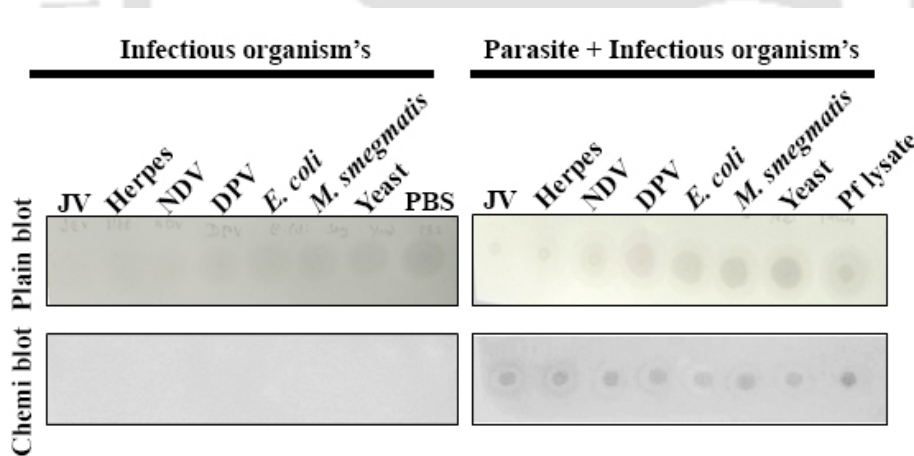 Infectious organism's
Parasite + Infectious organism's
JV Herpes NDV DPV E. coli M. smegmatis Yeast PBS
JV Herpes NDV DPV E. coli M. smegmatis Yeast Pf lysate
Plain blot
Chemi blot